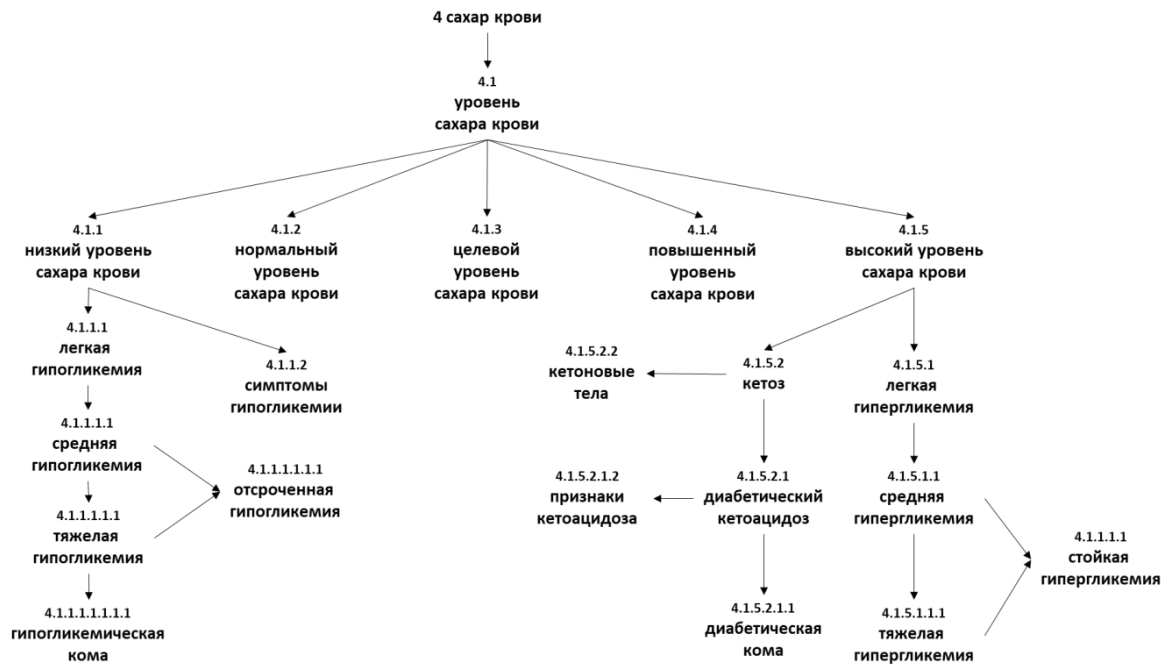 4 сахар крови
4.1
уровень
сахара крови
4.1.1
низкий уровень
сахара крови
4.1.2
нормальный
уровень
сахара крови
4.1.3
целевой
уровень
сахара крови
4.1.4
повышенный
уровень
сахара крови
4.1.5
высокий уровень
сахара крови
4.1.1.1
легкая
гипогликемия
4.1.1.2
симптомы
гипогликемии
4.1.5.2.2
кетоновые
тела
4.1.5.2
кетоз
4.1.5.1
легкая
гипергликемия
4.1.1.1.1
средняя
гипогликемия
4.1.1.1.1.1.1
отсроченная
гипогликемия
4.1.5.2.1.2
признаки
кетоацидоза
4.1.5.2.1
диабетический
кетоацидоз
4.1.5.1.1
средняя
гипергликемия
4.1.1.1.1.1
тяжелая
гипогликемия
4.1.1.1.1
стойкая
гипергликемия
4.1.1.1.1.1.1.1
гипогликемическая
кома
4.1.5.2.1.1
диабетическая
кома
4.1.5.1.1.1
тяжелая
гипергликемия